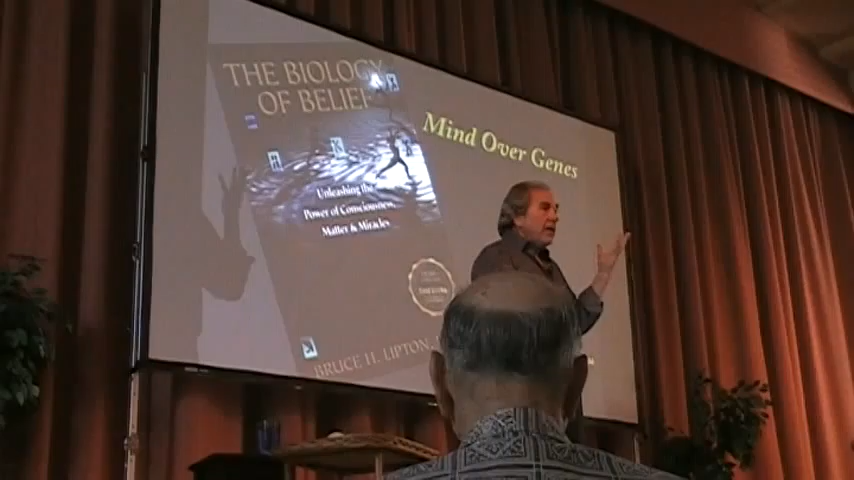 THE BIOLOGY
OF BELIEF
Unleashing the
Power of Consciousness,
Matter & Miracles
BRUCE H. LIPTON,
Mind Over Genes